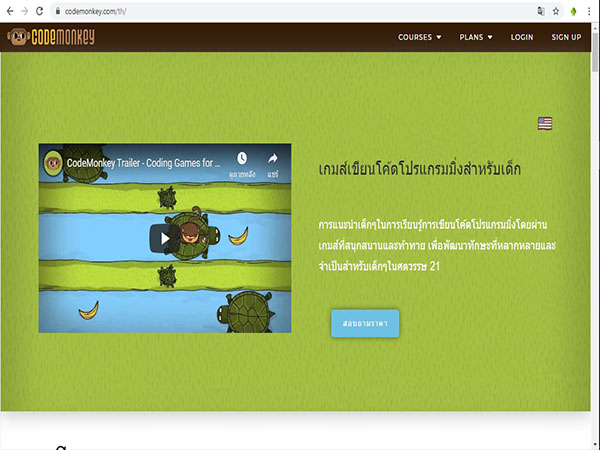 codemonkey.com/th/
CODEMONKEY
COURSES
PLANS
LOGIN
SIGN UP
CodeMonkey Trailer - Coding Games for ...
ดูภายหลัง
แชร์
เกมส์เขียนโค้ดโปรแกรมมิ่งสำหรับเด็ก
การแนะนำเด็กๆในการเรียนรู้การเขียนโค้ดโปรแกรมมิ่งโดยผ่าน
เกมส์ที่สนุกสนานและท้าทาย เพื่อพัฒนาทักษะที่หลากหลายและ
จำเป็นสำหรับเด็กๆในศตวรรษ 21
สอบถามราคา